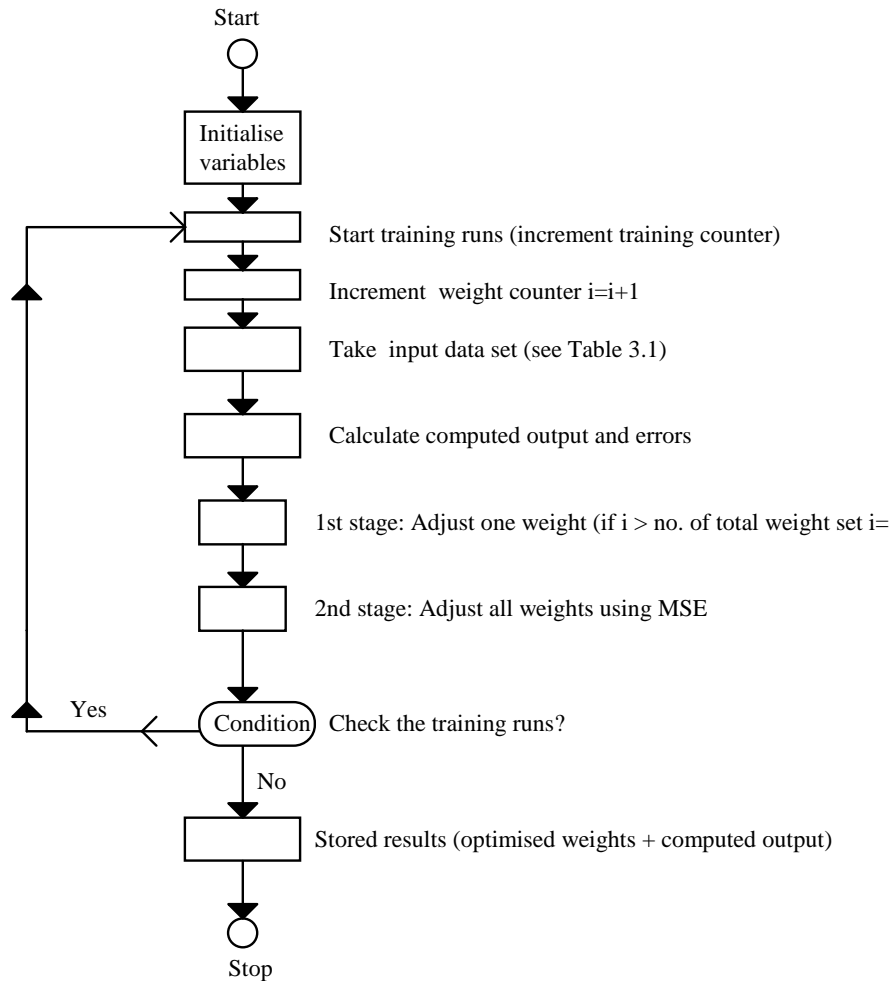 Start
Initialise
variables
Start training runs (increment training counter)
Increment weight counter i=i+1
Take input data set (see Table 3.1)
Calculate computed output and errors
1st stage: Adjust one weight (if i > no. of total weight set i=
2nd stage: Adjust all weights using MSE
Yes
Condition
Check the training runs?
No
Stored results (optimised weights + computed output)
Stop